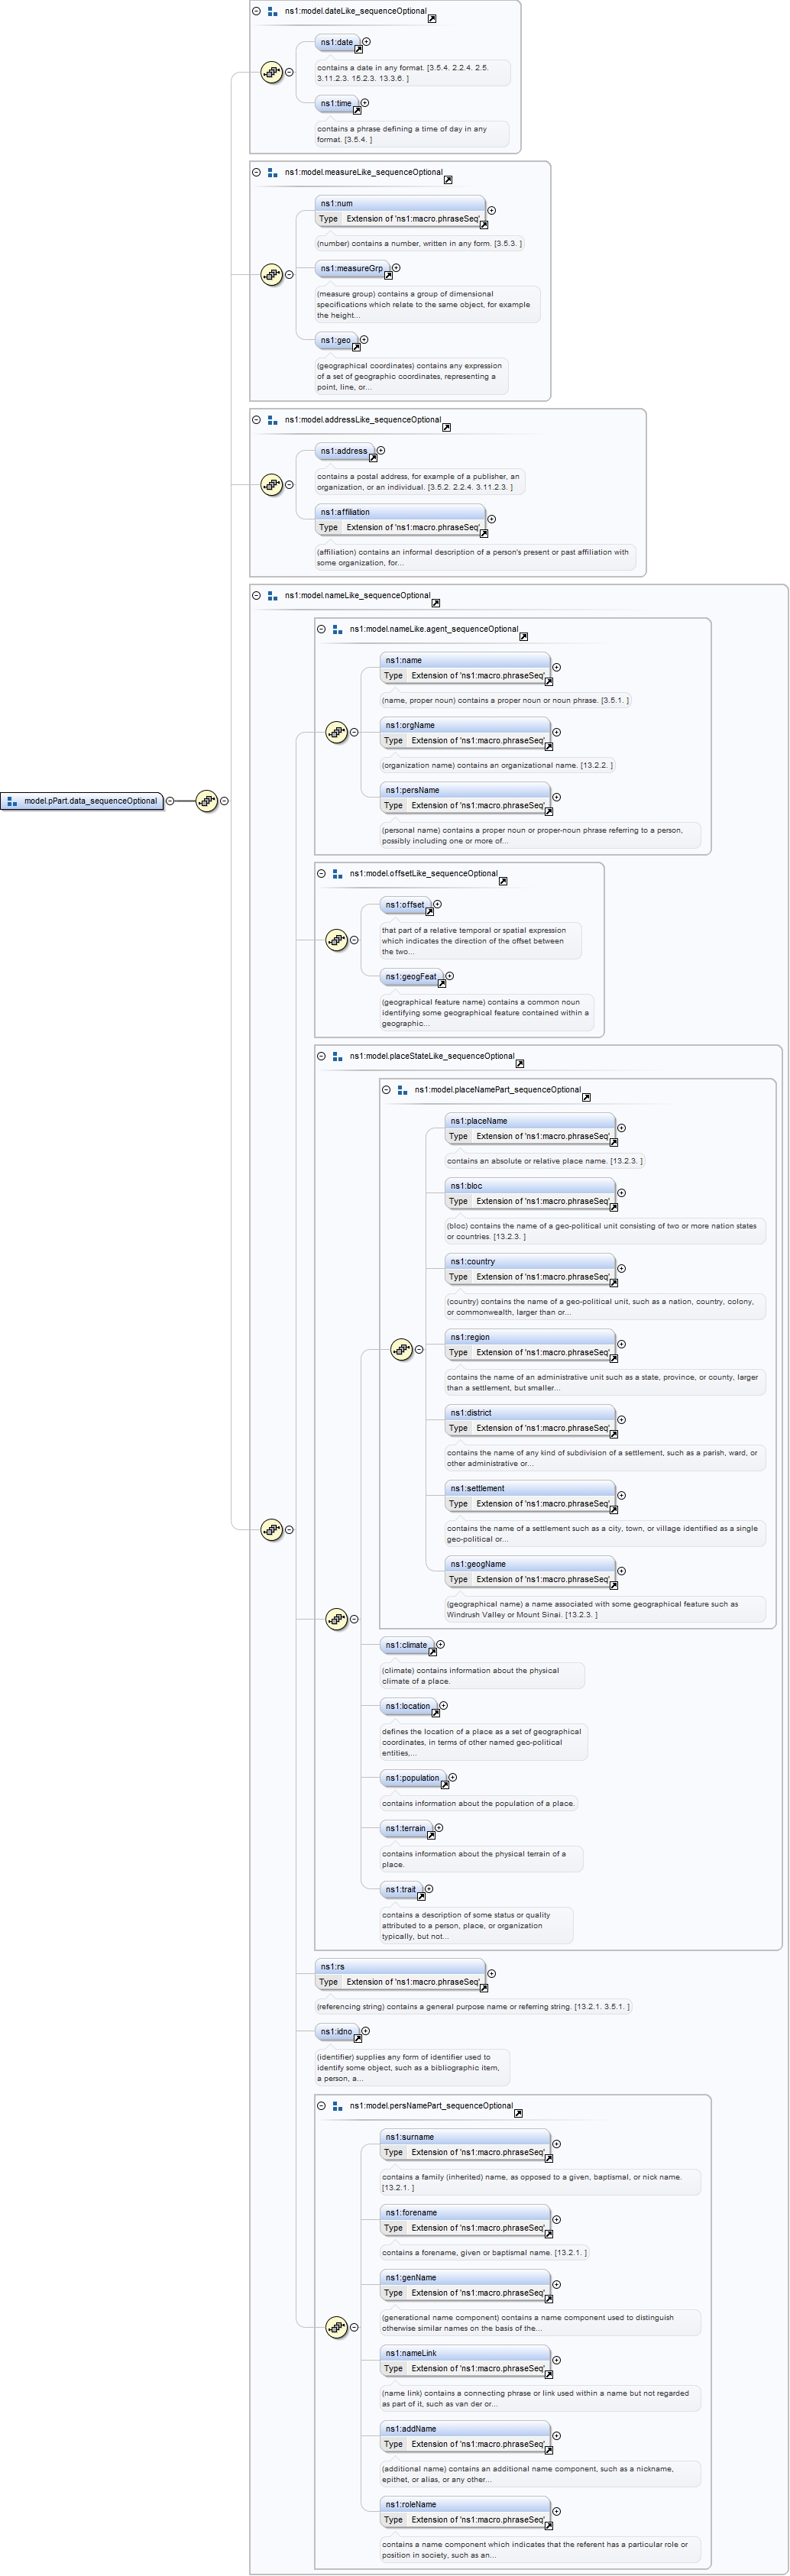 ns1:model.dateLike_sequenceOptional
ns1:date
contains a date in any format. [3.5.4. 2.2.4. 2.5.
3.11.2.3. 15.2.3. 13.3.6. ]
ns1:time
contains a phrase defining a time of day in any
format. [3.5.4. ]
ns1:model.measureLike_sequenceOptional
ns1:num
Type Extension of 'ns1:macro.phraseSeq'
(number) contains a number, written in any form. [3.5.3. ]
ns1:measureGrp
(measure group) contains a group of dimensional
specifications which relate to the same object, for example
the height...
ns1:geo
(geographical coordinates) contains any expression
of a set of geographic coordinates, representing a
point, line, or...
ns1:model.addressLike_sequenceOptional
ns1:address
contains a postal address, for example of a publisher, an
organization, or an individual. [3.5.2. 2.2.4. 3.11.2.3. ]
ns1:affiliation
Type Extension of 'ns1:macro.phraseSeq'
(affiliation) contains an informal description of a person's present or past affiliation with
some organization, for...
ns1:model.nameLike_sequenceOptional
ns1:model.nameLike.agent_sequenceOptional
ns1:name
Type Extension of 'ns1:macro.phraseSeq'
(name, proper noun) contains a proper noun or noun phrase. [3.5.1. ]
ns1:orgName
Type Extension of 'ns1:macro.phraseSeq'
(organization name) contains an organizational name. [13.2.2. ]
ns1:persName
Type Extension of 'ns1:macro.phraseSeq'
model.pPart.data_sequenceOptional
(personal name) contains a proper noun or proper-noun phrase referring to a person,
possibly including one or more of...
ns1:model.offsetLike_sequenceOptional
ns1:offset
that part of a relative temporal or spatial expression
which indicates the direction of the offset between
the two...
ns1:geogFeat
(geographical feature name) contains a common noun
identifying some geographical feature contained within a
geographic...
ns1:model.placeStateLike_sequenceOptional
ns1:model.placeNamePart_sequenceOptional
ns1:placeName
Type Extension of 'ns1:macro.phraseSeq'
contains an absolute or relative place name. [13.2.3. ]
ns1:bloc
Type Extension of 'ns1:macro.phraseSeq'
(bloc) contains the name of a geo-political unit consisting of two or more nation states
or countries. [13.2.3. ]
ns1:country
Type Extension of 'ns1:macro.phraseSeq'
(country) contains the name of a geo-political unit, such as a nation, country, colony,
or commonwealth, larger than or...
ns1:region
Type Extension of 'ns1:macro.phraseSeq'
contains the name of an administrative unit such as a state, province, or county, larger
than a settlement, but smaller...
ns1:district
Type Extension of 'ns1:macro.phraseSeq'
contains the name of any kind of subdivision of a settlement, such as a parish, ward, or
other administrative or...
ns1:settlement
Type Extension of 'ns1:macro.phraseSeq'
contains the name of a settlement such as a city, town, or village identified as a single
geo-political or...
ns1:geogName
Type Extension of 'ns1:macro.phraseSeq'
(geographical name) a name associated with some geographical feature such as
Windrush Valley or Mount Sinai. [13.2.3. ]
ns1:climate
(climate) contains information about the physical
climate of a place.
ns1:location
defines the location of a place as a set of geographical
coordinates, in terms of other named geo-political
entities,...
ns1:population
contains information about the population of a place.
ns1:terrain
contains information about the physical terrain of a
place.
ns1:trait
contains a description of some status or quality
attributed to a person, place, or organization
typically, but not...
ns1:rs
Type Extension of 'ns1:macro.phraseSeq'
(referencing string) contains a general purpose name or referring string. [13.2.1. 3.5.1. ]
ns1:idno
(identifier) supplies any form of identifier used to
identify some object, such as a bibliographic item,
a person, a...
ns1:model.persNamePart_sequenceOptional
ns1:surname
Type Extension of 'ns1:macro.phraseSeq'
contains a family (inherited) name, as opposed to a given, baptismal, or nick name.
[13.2.1. ]
ns1:forename
Type Extension of 'ns1:macro.phraseSeq'
contains a forename, given or baptismal name. [13.2.1. ]
ns1:genName
Type Extension of 'ns1:macro.phraseSeq'
(generational name component) contains a name component used to distinguish
otherwise similar names on the basis of the...
ns1:nameLink
Type Extension of 'ns1:macro.phraseSeq'
(name link) contains a connecting phrase or link used within a name but not regarded
as part of it, such as van der or...
ns1:addName
Type Extension of 'ns1:macro.phraseSeq'
(additional name) contains an additional name component, such as a nickname,
epithet, or alias, or any other...
ns1:roleName
Type Extension of 'ns1:macro.phraseSeq'
contains a name component which indicates that the referent has a particular role or
position in society, such as an...